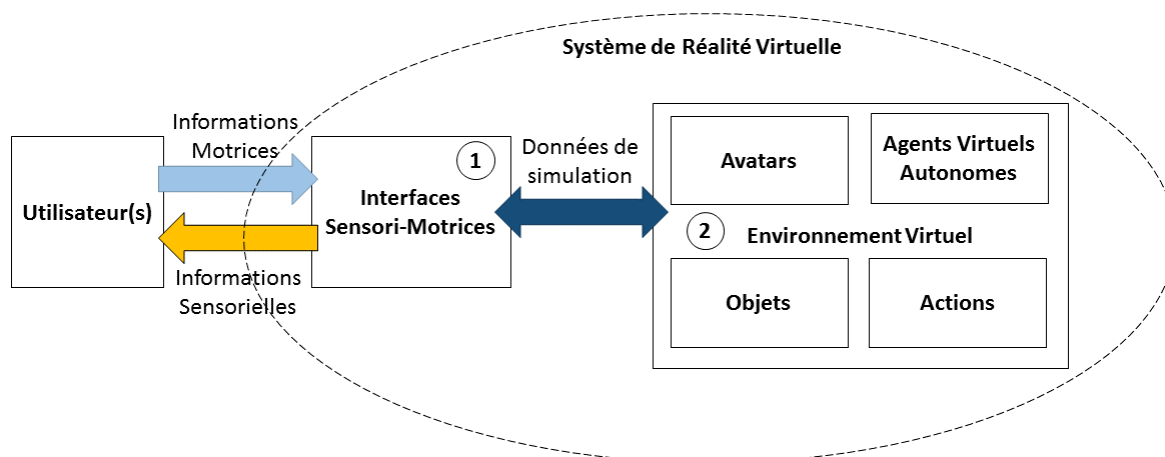 Système de Réalité Virtuelle
Informations
Motrices
Utilisateur(s)
Informations
Sensorielles
1
Interfaces
Sensori-Motrices
Données de
simulation
Avatars
Agents Virtuels
Autonomes
2
Environnement Virtuel
Objets
Actions